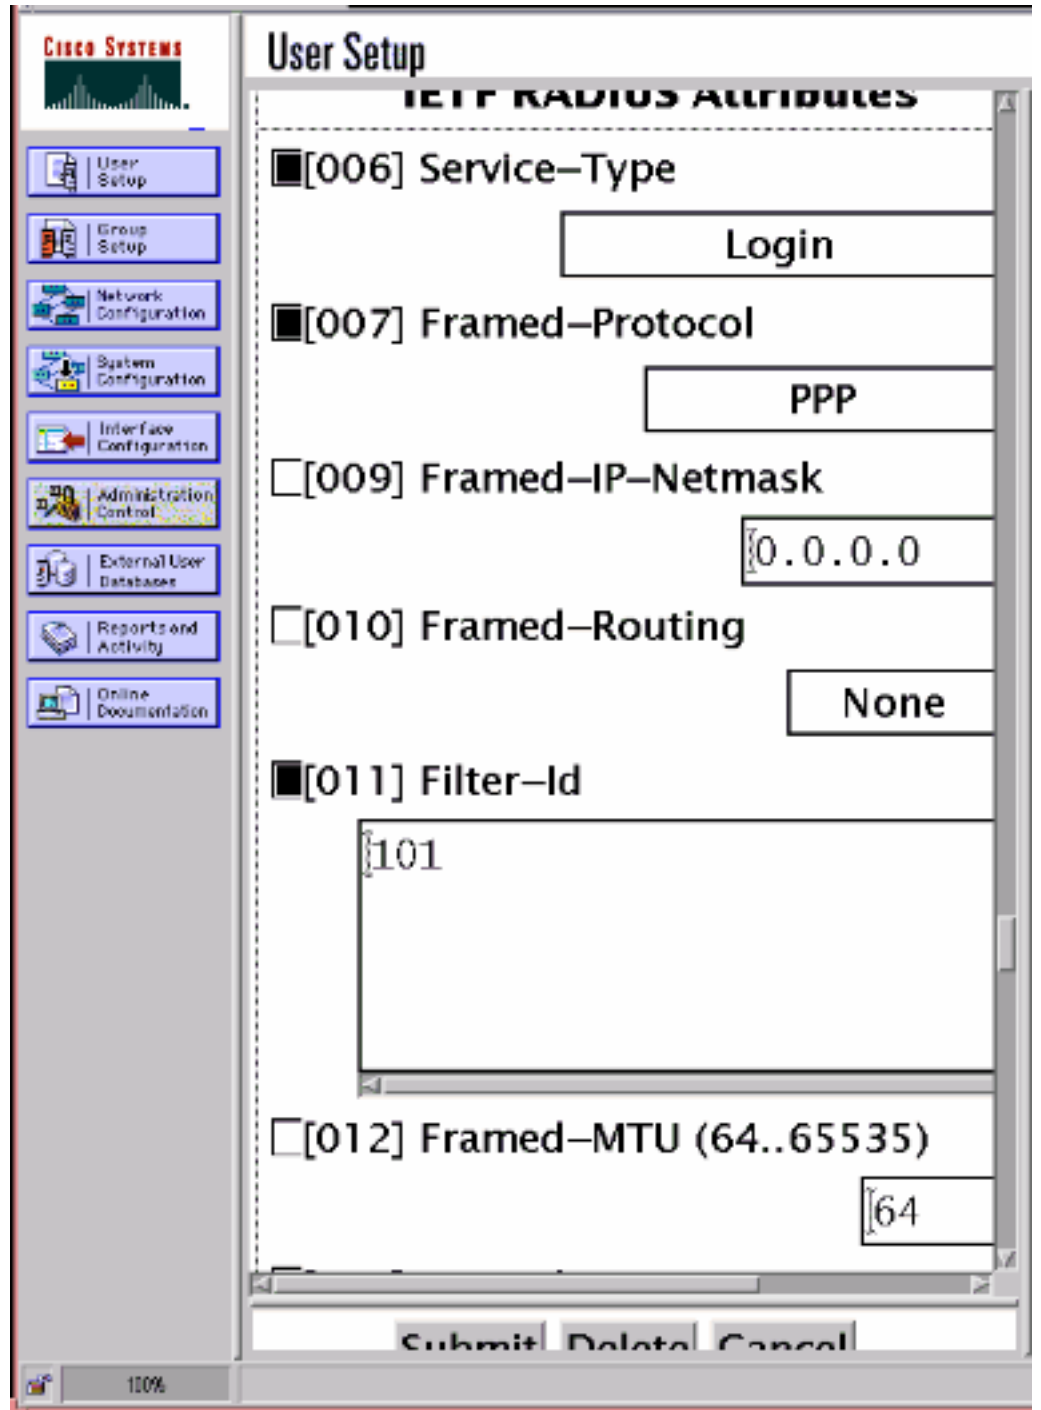 CISCO SYSTEMS
User Setup
IETF RADIUS Attributes
User
Setup
Group
Setup
Network
Configuration
System
Configuration
Interface
Configuration
Administration
Control
External User
Databases
Reports and
Activity
Online
Documentation
[006] Service-Type
Login
[007] Framed-Protocol
PPP
[009] Framed-IP-Netmask
0.0.0.0
[010] Framed-Routing
None
[011] Filter-Id
101
[012] Framed-MTU (64..65535)
64
Submit Delete Cancel
100%